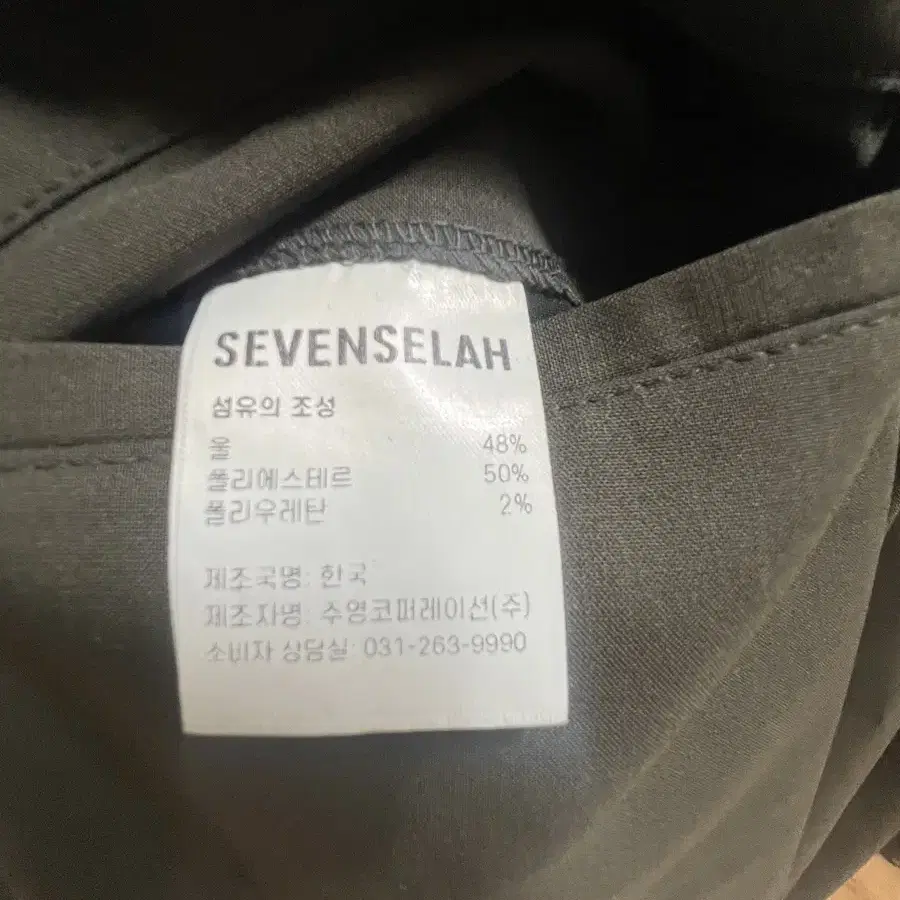 SEVENSELAH
섬유의 조성
울 48%
폴리에스테르 50%
폴리우레탄 2%
제조국명: 한국
제조자명: 수영코퍼레이션(주)
소비자 상담실: 031-263-9990